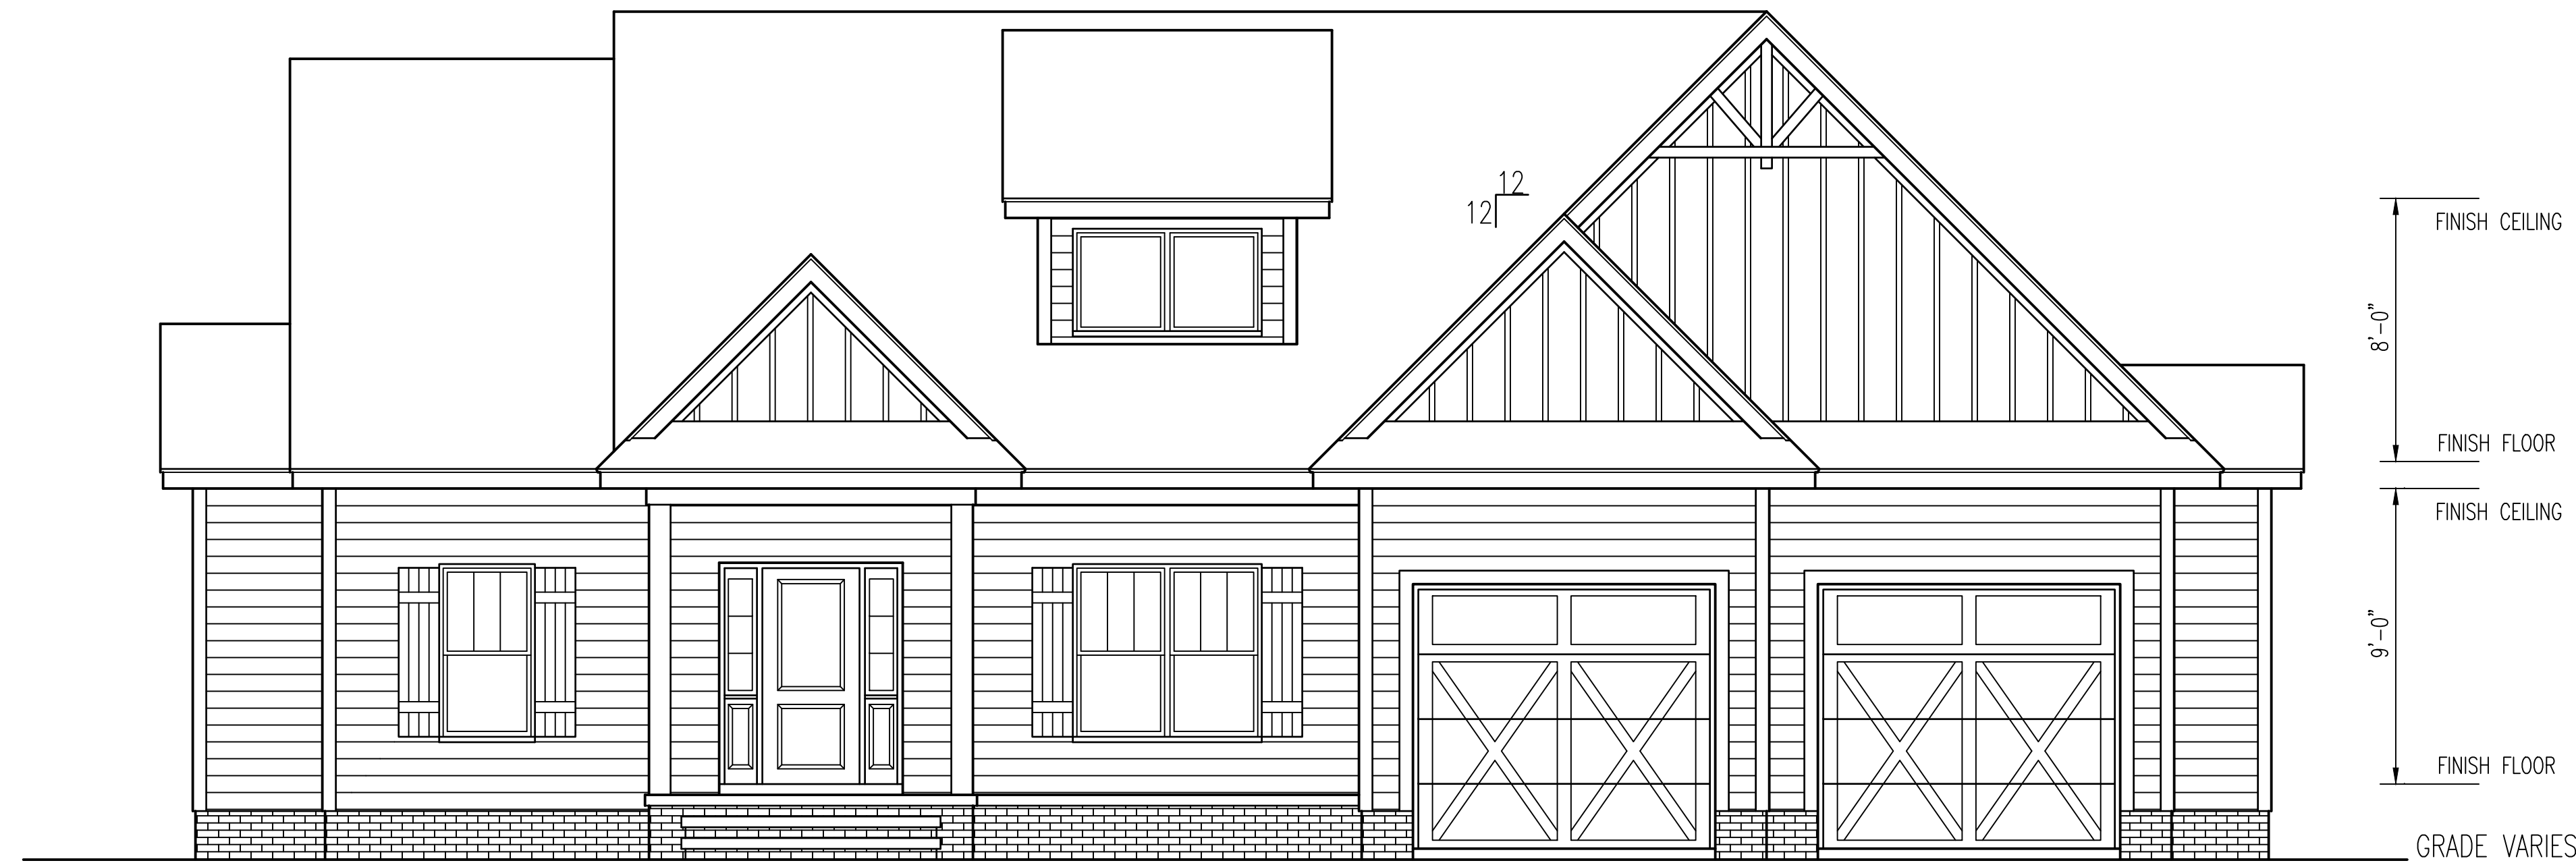 12
12
FINISH CEILING
8'-0"
FINISH FLOOR
FINISH CEILING
9'-0"
FINISH FLOOR
GRADE VARIES